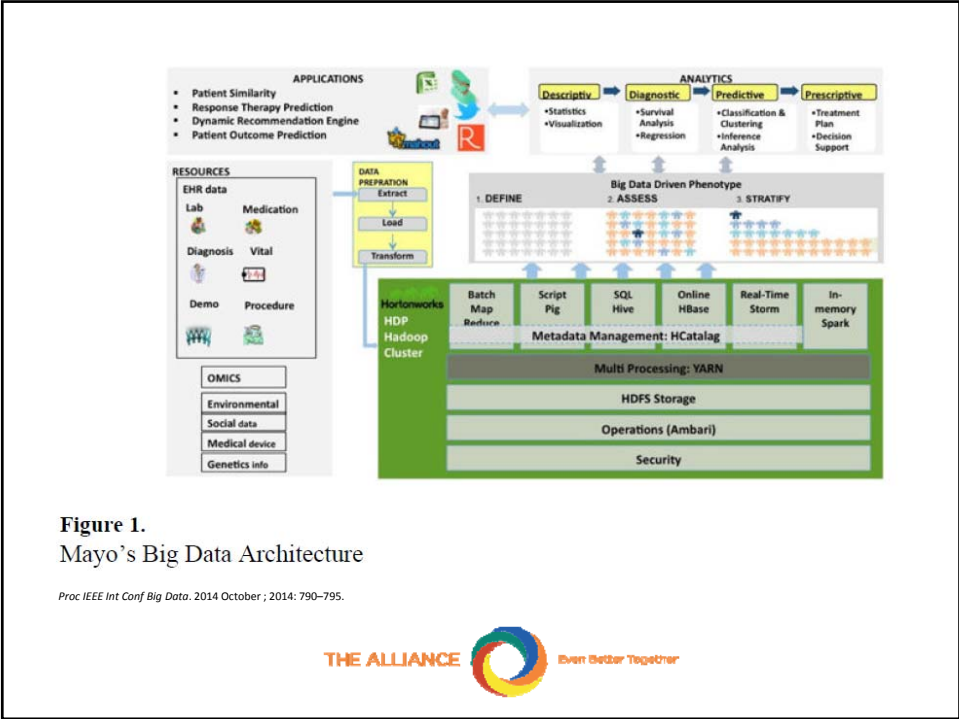 APPLICATIONS
▪ Patient Similarity
▪ Response Therapy Prediction
▪ Dynamic Recommendation Engine
▪ Patient Outcome Prediction
mahout
R
ANALYTICS
Descriptiv
•Statistics
•Visualization
Diagnostic
•Survival
Analysis
•Regression
Predictive
•Classification &
Clustering
•Inference
Analysis
Prescriptive
•Treatment
Plan
•Decision
Support
RESOURCES
EHR data
Lab
Medication
Diagnosis
Vital
Demo
Procedure
OMICS
Environmental
Social data
Medical device
Genetics info
DATA
PREPRATION
Extract
Load
Transform
Big Data Driven Phenotype
1. DEFINE
2. ASSESS
3. STRATIFY
Hortonworks
HDP
Hadoop
Cluster
Batch
Map
Reduce
Script
Pig
SQL
Hive
Online
HBase
Real-Time
Storm
In-
memory
Spark
Metadata Management: HCatalag
Multi Processing: YARN
HDFS Storage
Operations (Ambari)
Security
Figure 1.
Mayo's Big Data Architecture
Proc IEEE Int Conf Big Data. 2014 October ; 2014: 790–795.
THE ALLIANCE
Even Better Together